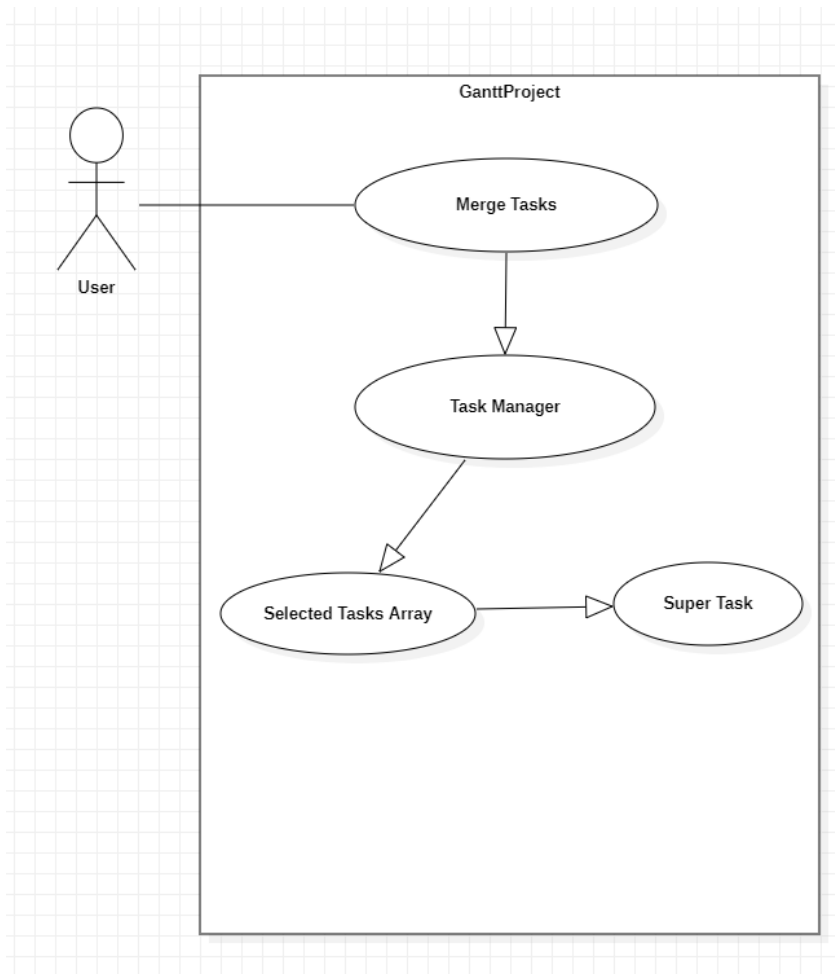 GanttProject
Merge Tasks
User
Task Manager
Selected Tasks Array
Super Task